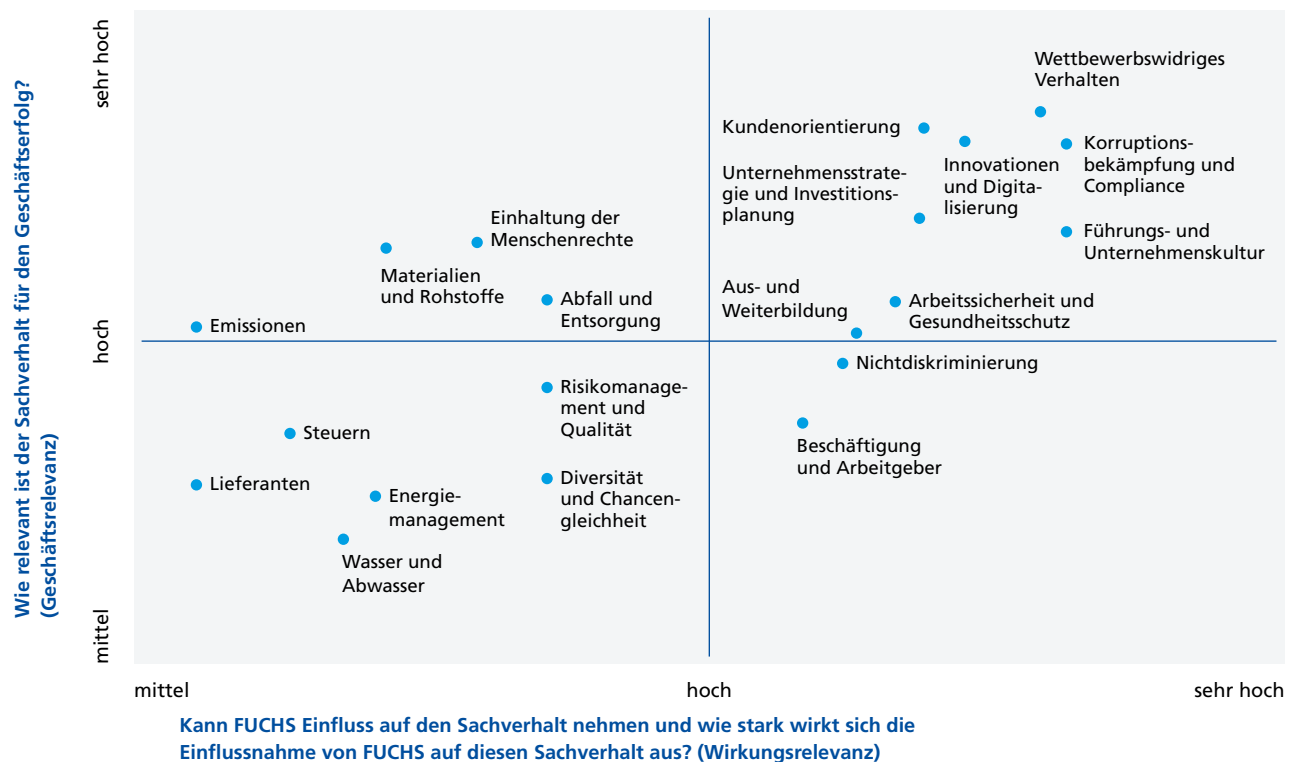 Wie relevant ist der Sachverhalt für den Geschäftserfolg?
(Geschäftsrelevanz)
sehr hoch
hoch
mittel
Wettbewerbswidriges
Verhalten
Kundenorientierung
Korruptions-
bekämpfung und
Compliance
Innovationen
und Digita-
lisierung
Unternehmensstrate-
gie und Investitions-
planung
Einhaltung der
Menschenrechte
Führungs- und
Unternehmenskultur
Materialien
und Rohstoffe
Abfall und
Entsorgung
Aus- und
Weiterbildung
Arbeitssicherheit und
Gesundheitsschutz
Emissionen
Nichtdiskriminierung
Risikomanage-
ment und
Qualität
Steuern
Beschäftigung
und Arbeitgeber
Lieferanten
Energie-
management
Diversität
und Chancen-
gleichheit
Wasser und
Abwasser
mittel
hoch
sehr hoch
Kann FUCHS Einfluss auf den Sachverhalt nehmen und wie stark wirkt sich die
Einflussnahme von FUCHS auf diesen Sachverhalt aus? (Wirkungsrelevanz)